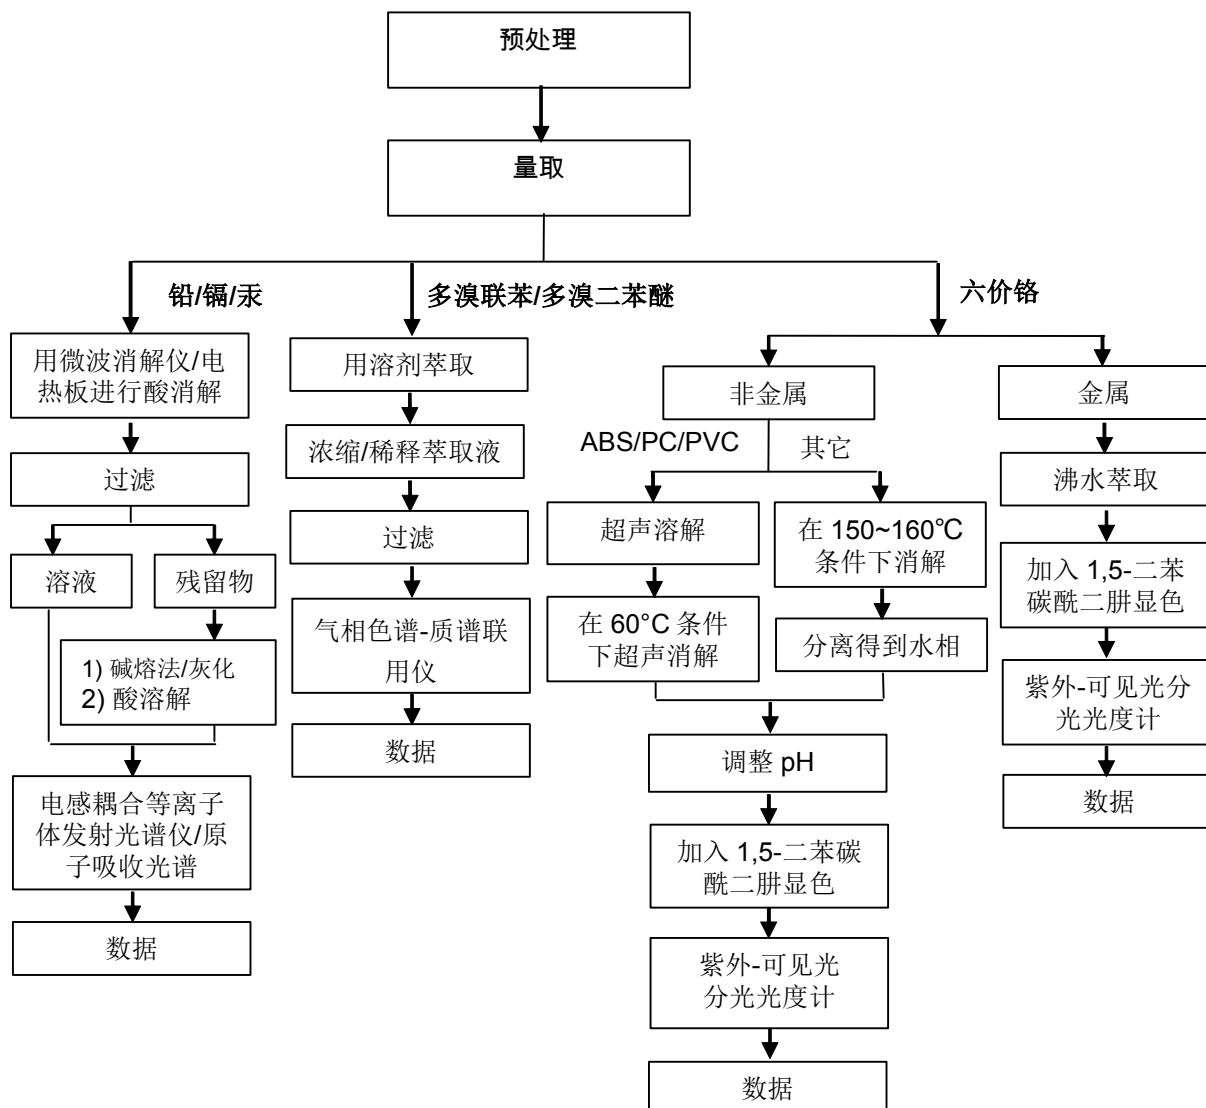 预处理
量取
铅/镉/汞
用微波消解仪/电
热板进行酸消解
过滤
溶液
残留物
1) 碱熔法/灰化
2) 酸溶解
电感耦合等离子
体发射光谱仪/原
子吸收光谱
数据
多溴联苯/多溴二苯醚
用溶剂萃取
浓缩/稀释萃取液
过滤
气相色谱-质谱联
用仪
数据
六价铬
非金属
ABS/PC/PVC
超声溶解
在 60°C 条件
下超声消解
其它
在 150~160℃
条件下消解
分离得到水相
调整 pH
加入 1,5-二苯碳
酰二肼显色
紫外-可见光
分光光度计
数据
金属
沸水萃取
加入 1,5-二苯
碳酰二肼显色
紫外-可见光分
光光度计
数据